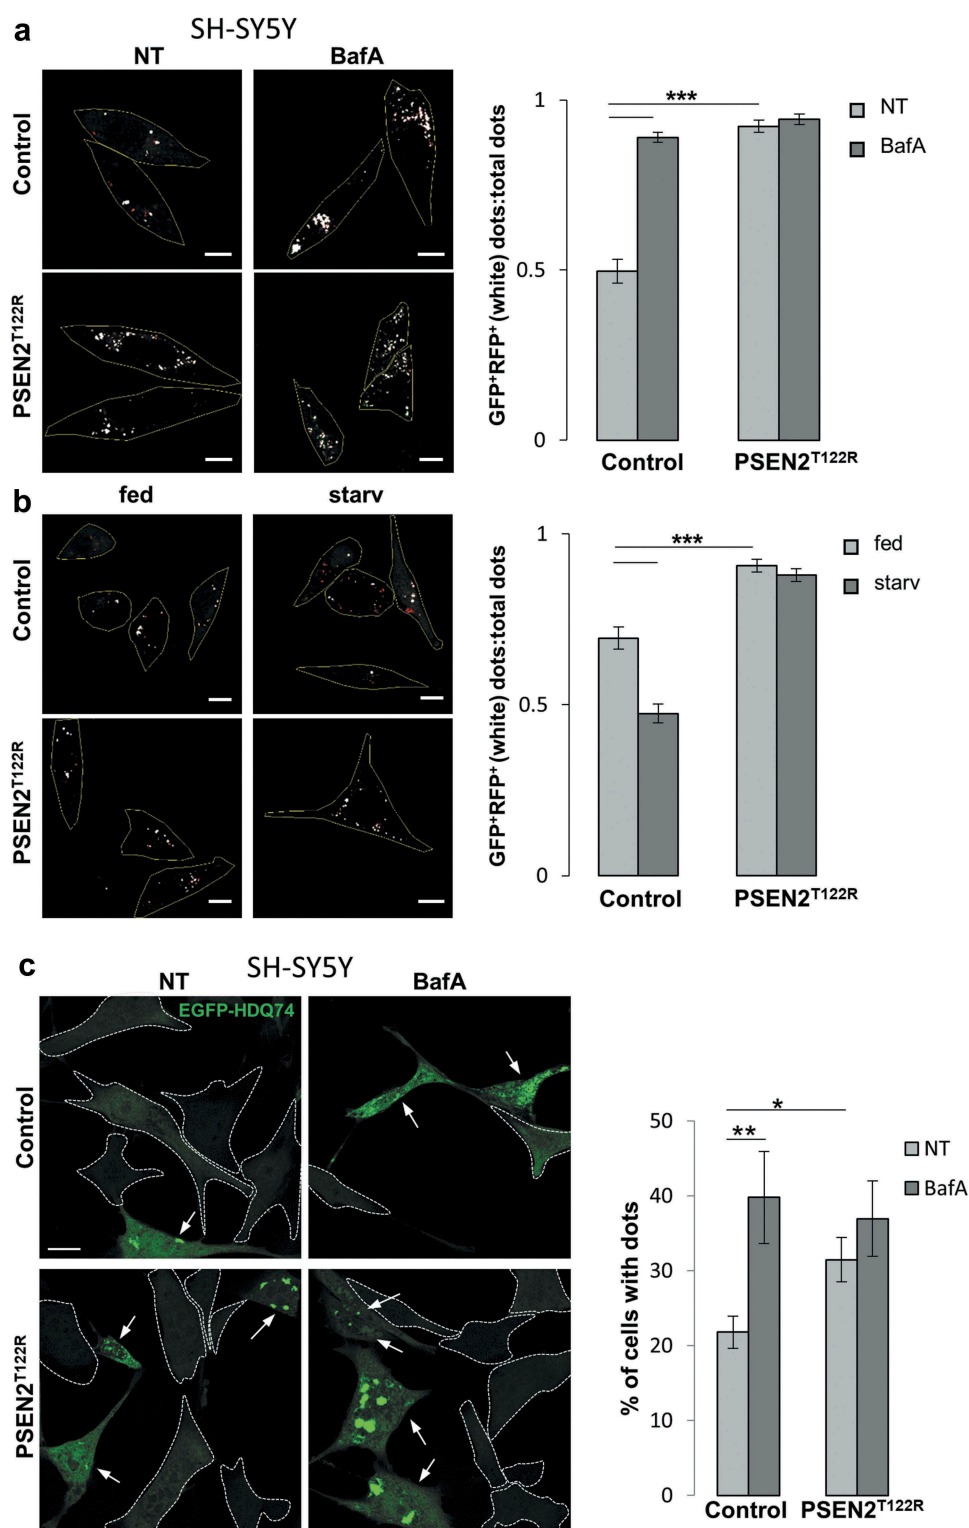 a
SH-SY5Y
NT
BafA
Control
PSEN2T122R
GFP+RFP+ (white) dots:total dots
1
0.5
0
***
NT
BafA
Control
PSEN2T122R
b
fed
starv
Control
PSEN2T122R
GFP+RFP+ (white) dots:total dots
1
0.5
0
***
fed
starv
Control
PSEN2T122R
c
SH-SY5Y
NT
BafA
EGFP-HDQ74
Control
PSEN2T122R
% of cells with dots
50
40
30
20
10
0
*
**
NT
BafA
Control
PSEN2T122R